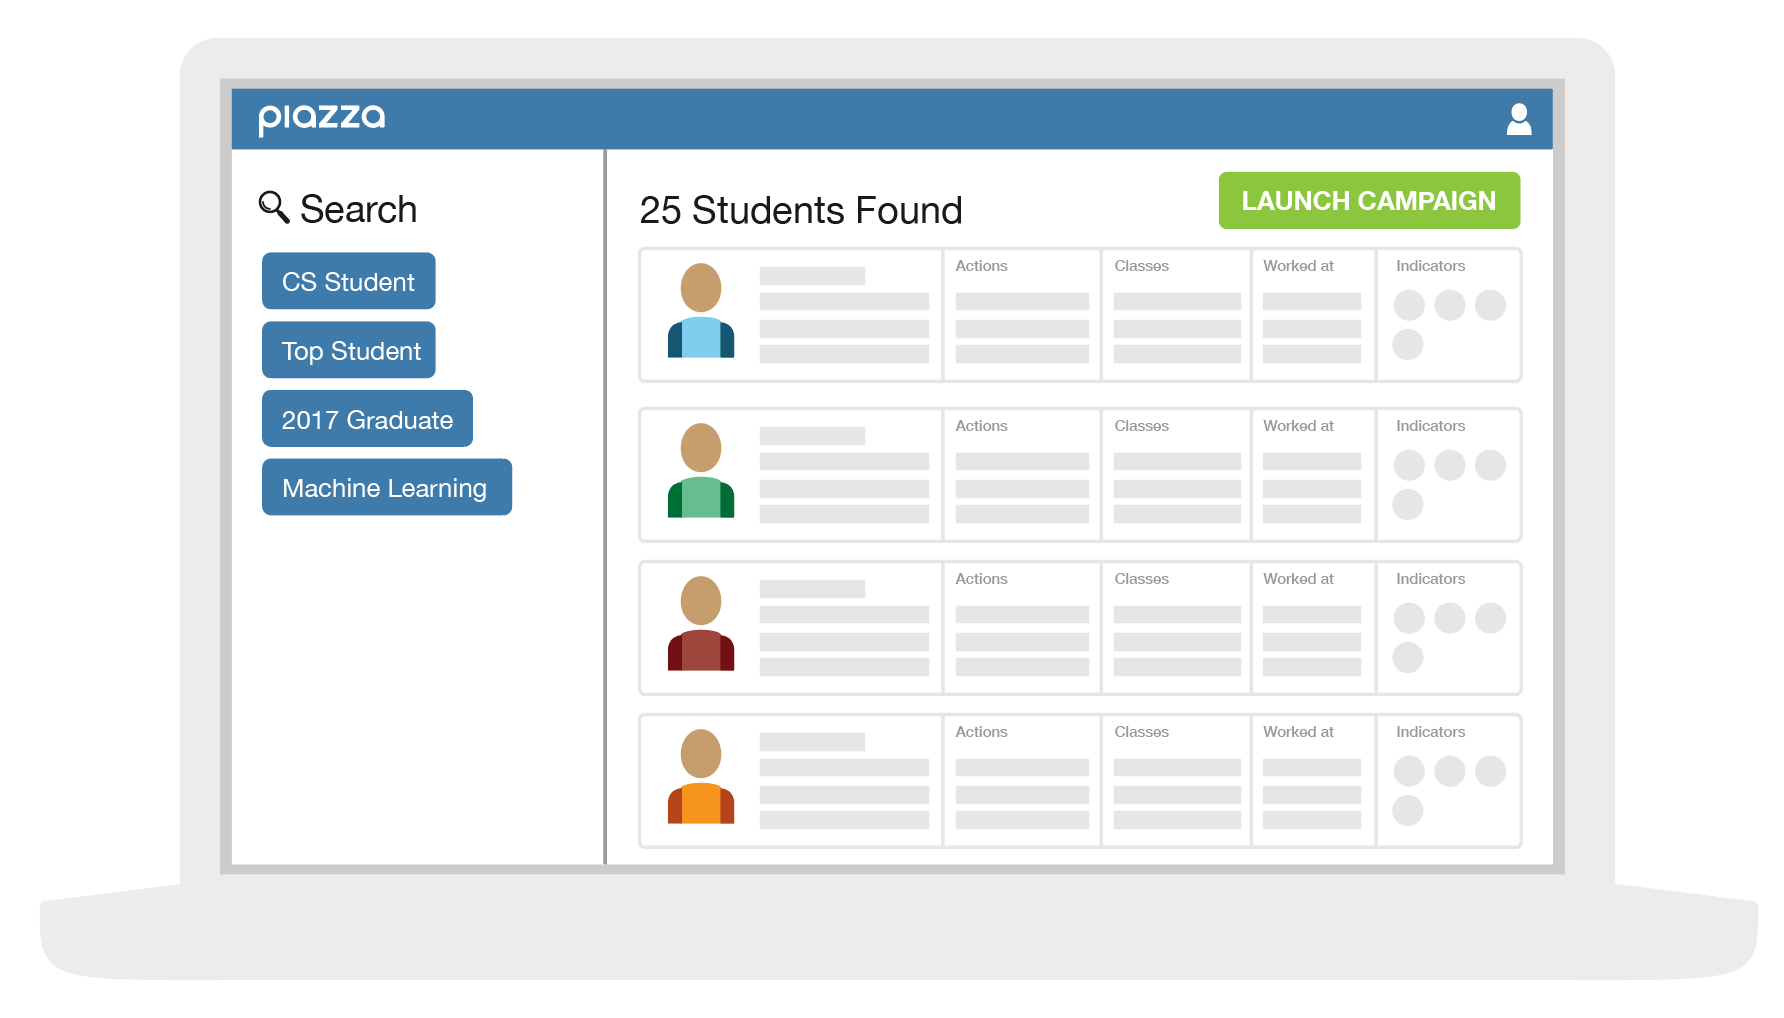 piazza
Search
CS Student
Top Student
2017 Graduate
Machine Learning
25 Students Found
LAUNCH CAMPAIGN
Actions Classes Worked at Indicators
Actions Classes Worked at Indicators
Actions Classes Worked at Indicators
Actions Classes Worked at Indicators